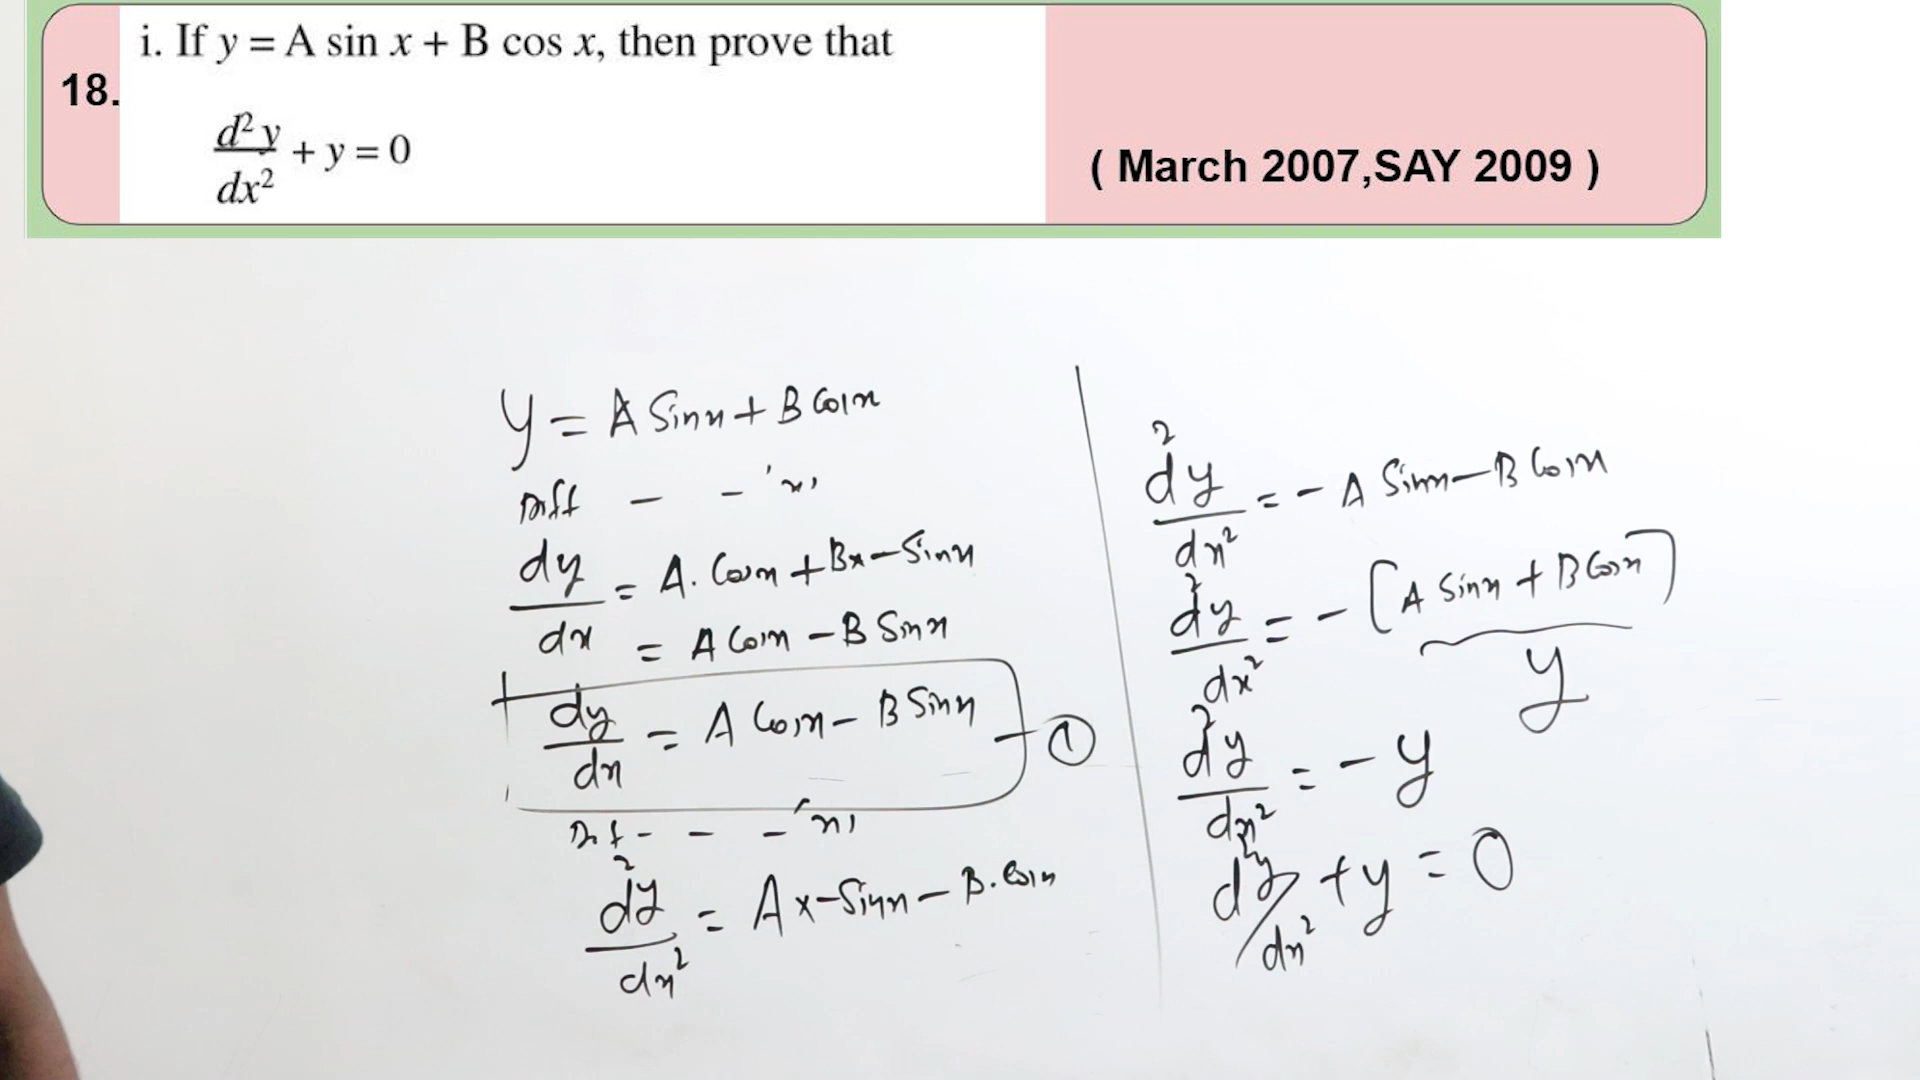 18.
i. If y = A sin x + B cos x, then prove that
d²y/dx² + y = 0
( March 2007,SAY 2009 )
y = A Sinx + B Cosx
Diff - - 'x'
dy/dx = A. Cosx + Bx-Sinx
= A Cosx - B Sinx
dy/dx = A Cosx - B Sinx - ①
Dif - - - 'x'
d²y/dx² = Ax-Sinx - B. Cosx
d²y/dx² = - A Sinx - B Cosx
d²y/dx² = - [A Sinx + B Cosx]
y
d²y/dx² = - y
d²y/dx² + y = 0